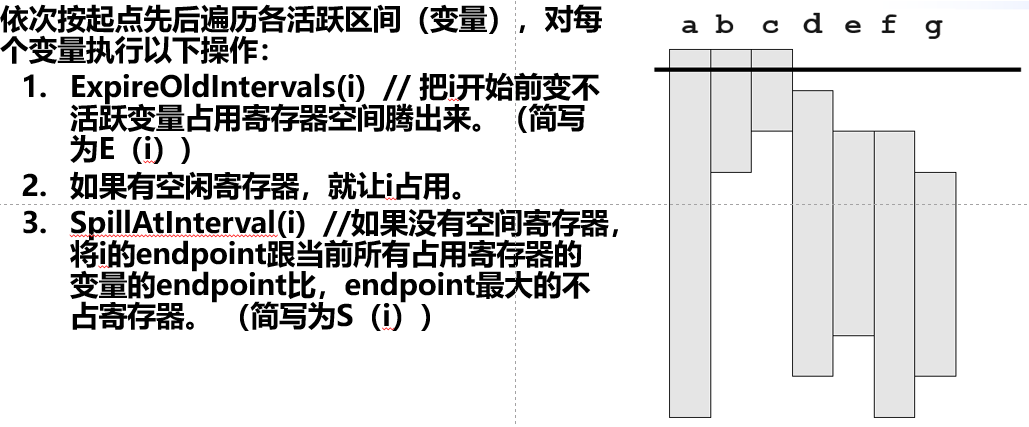 依次按起点先后遍历各活跃区间（变量），对每
个变量执行以下操作：
1. ExpireOldIntervals(i) // 把i开始前变不
活跃变量占用寄存器空间腾出来。（简写
为E（i））
2. 如果有空闲寄存器，就让i占用。
3. SpillAtInterval(i) //如果没有空间寄存器，
将i的endpoint跟当前所有占用寄存器的
变量的endpoint比，endpoint最大的不
占寄存器。 （简写为S（i））
a b c d e f g